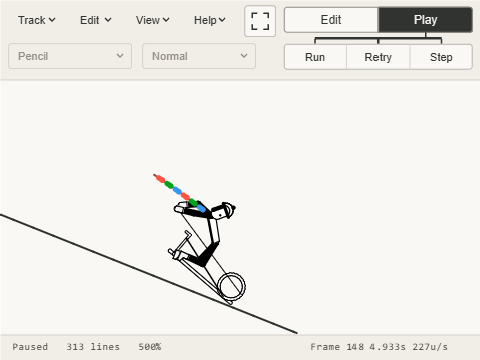 Track Edit View Help Edit Play
Pencil Normal Run Retry Step
Paused 313 lines 500% Frame 148 4.933s 227u/s